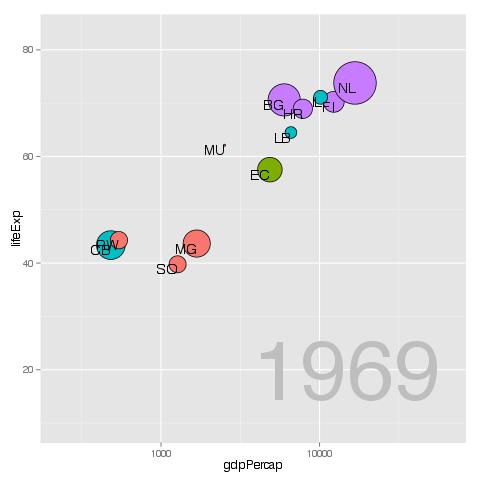 80
60
40
20
lifeExp
NL
BG
HR
FI
LB
MU
EC
RW
MG
SO
1969
1000
10000
gdpPercap